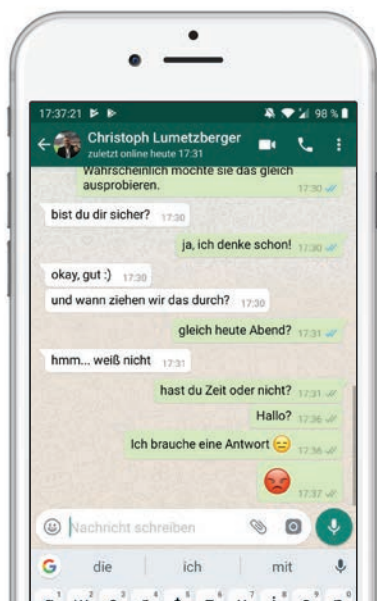 17:37:21 98 %
Christoph Lumetzberger
zuletzt online heute 17:31
Wahrscheinlich möchte sie das gleich
ausprobieren. 17:30
bist du dir sicher? 17:30
ja, ich denke schon! 17:30
okay, gut :) 17:30
und wann ziehen wir das durch? 17:30
gleich heute Abend? 17:31
hmm... weiß nicht 17:31
hast du Zeit oder nicht? 17:31
Hallo? 17:36
Ich brauche eine Antwort 😑 17:36
😡 17:37
Nachricht schreiben
G die ich mit